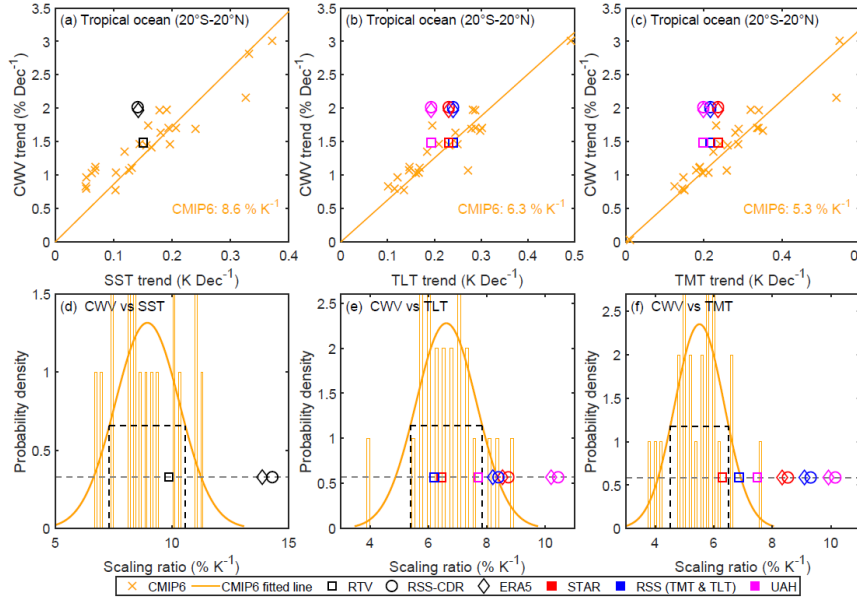 (a) Tropical ocean (20°S-20°N)
CWV trend (% Dec⁻¹)
3.5
3
2.5
2
1.5
1
0.5
0
CMIP6: 8.6 % K⁻¹
0 0.1 0.2 0.3 0.4
SST trend (K Dec⁻¹)
(b) Tropical ocean (20°S-20°N)
CWV trend (% Dec⁻¹)
3.5
3
2.5
2
1.5
1
0.5
0
CMIP6: 6.3 % K⁻¹
0 0.1 0.2 0.3 0.4 0.5
TLT trend (K Dec⁻¹)
(c) Tropical ocean (20°S-20°N)
CWV trend (% Dec⁻¹)
3.5
3
2.5
2
1.5
1
0.5
0
CMIP6: 5.3 % K⁻¹
0 0.2 0.4
TMT trend (K Dec⁻¹)
(d) CWV vs SST
Probability density
1.5
1
0.5
0
5 10 15
Scaling ratio (% K⁻¹)
(e) CWV vs TLT
Probability density
2.5
2
1.5
1
0.5
0
4 6 8 10
Scaling ratio (% K⁻¹)
(f) CWV vs TMT
Probability density
2.5
2
1.5
1
0.5
0
3 4 5 6 7 8 9 10
Scaling ratio (% K⁻¹)
CMIP6 CMIP6 fitted line RTV RSS-CDR ERA5 STAR RSS (TMT & TLT) UAH